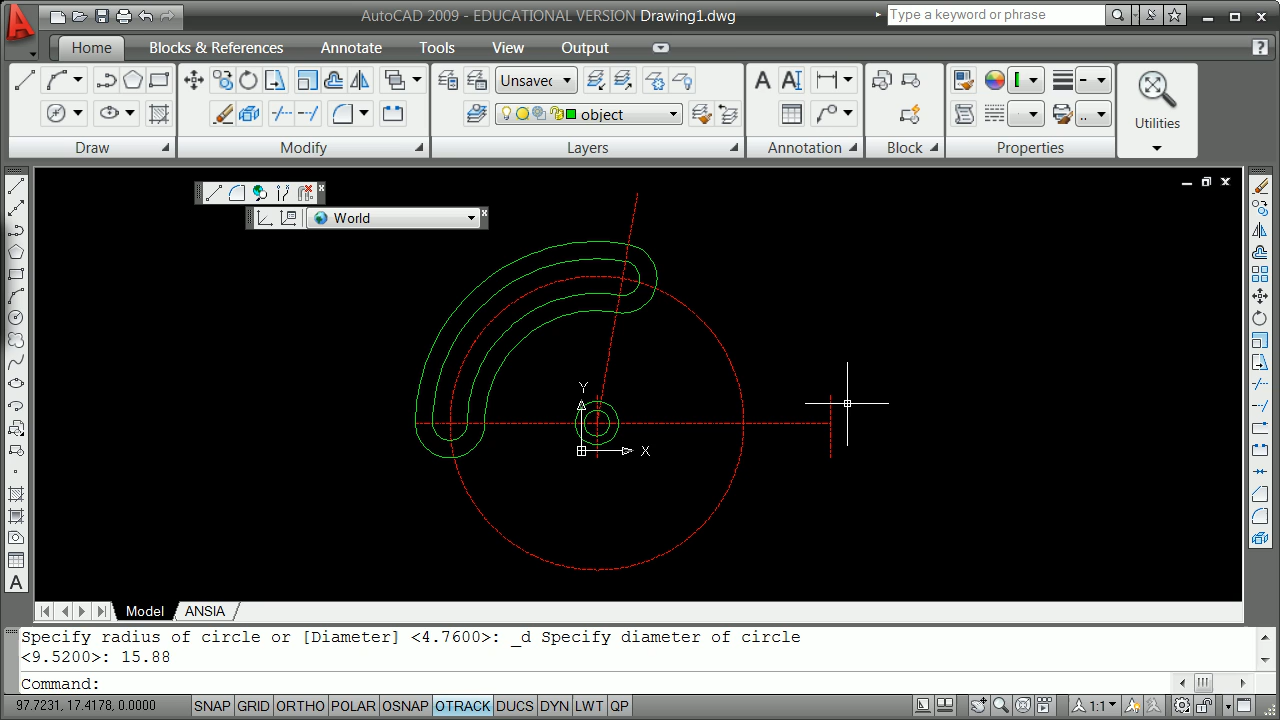 AutoCAD 2009 - EDUCATIONAL VERSION Drawing1.dwg
Type a keyword or phrase
Home Blocks & References Annotate Tools View Output
Unsaved
object
Utilities
Draw Modify Layers Annotation Block Properties
World
Y
X
Model ANSIA
Specify radius of circle or [Diameter] <4.7600>: _d Specify diameter of circle
<9.5200>: 15.88
Command:
97.7231, 17.4178, 0.0000 SNAP GRID ORTHO POLAR OSNAP OTRACK DUCS DYN LWT QP 1:1